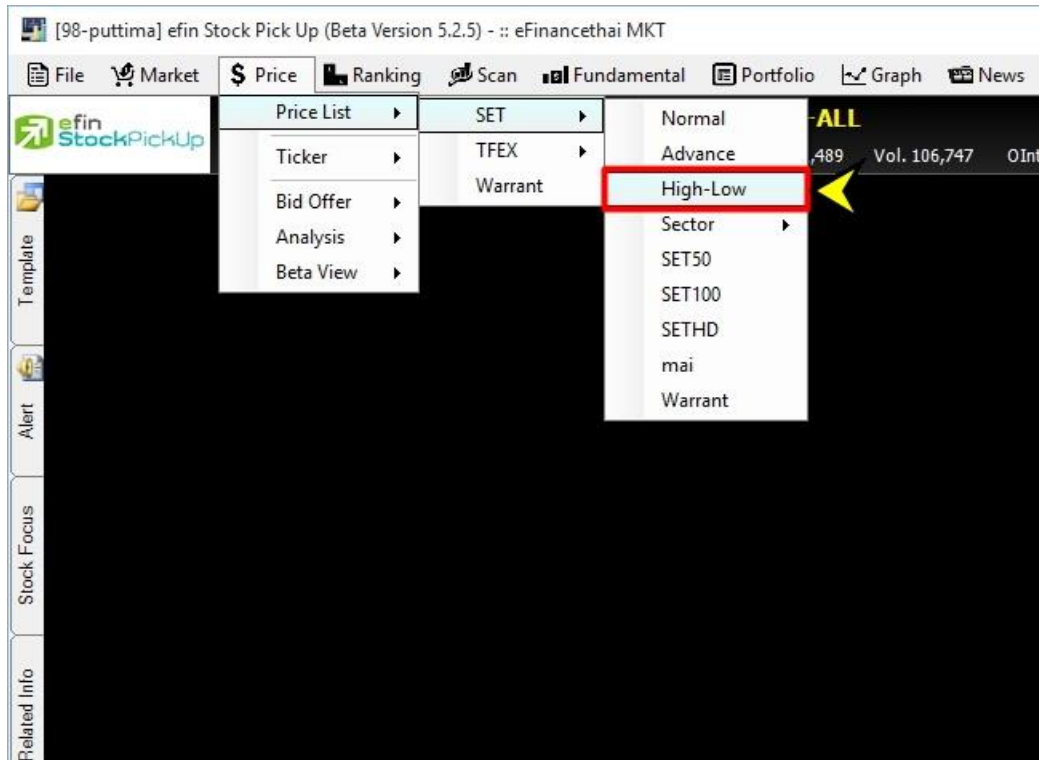 [98-puttima] efin Stock Pick Up (Beta Version 5.2.5) - :: eFinancethai MKT
File Market $ Price Ranking Scan Fundamental Portfolio Graph News
efin
StockPickUp
Price List
Ticker
Bid Offer
Analysis
Beta View
SET
TFEX
Warrant
Normal
Advance
High-Low
Sector
SET50
SET100
SETHD
mai
Warrant
-ALL
,489 Vol. 106,747 OInt
Template
Alert
Stock Focus
Related Info